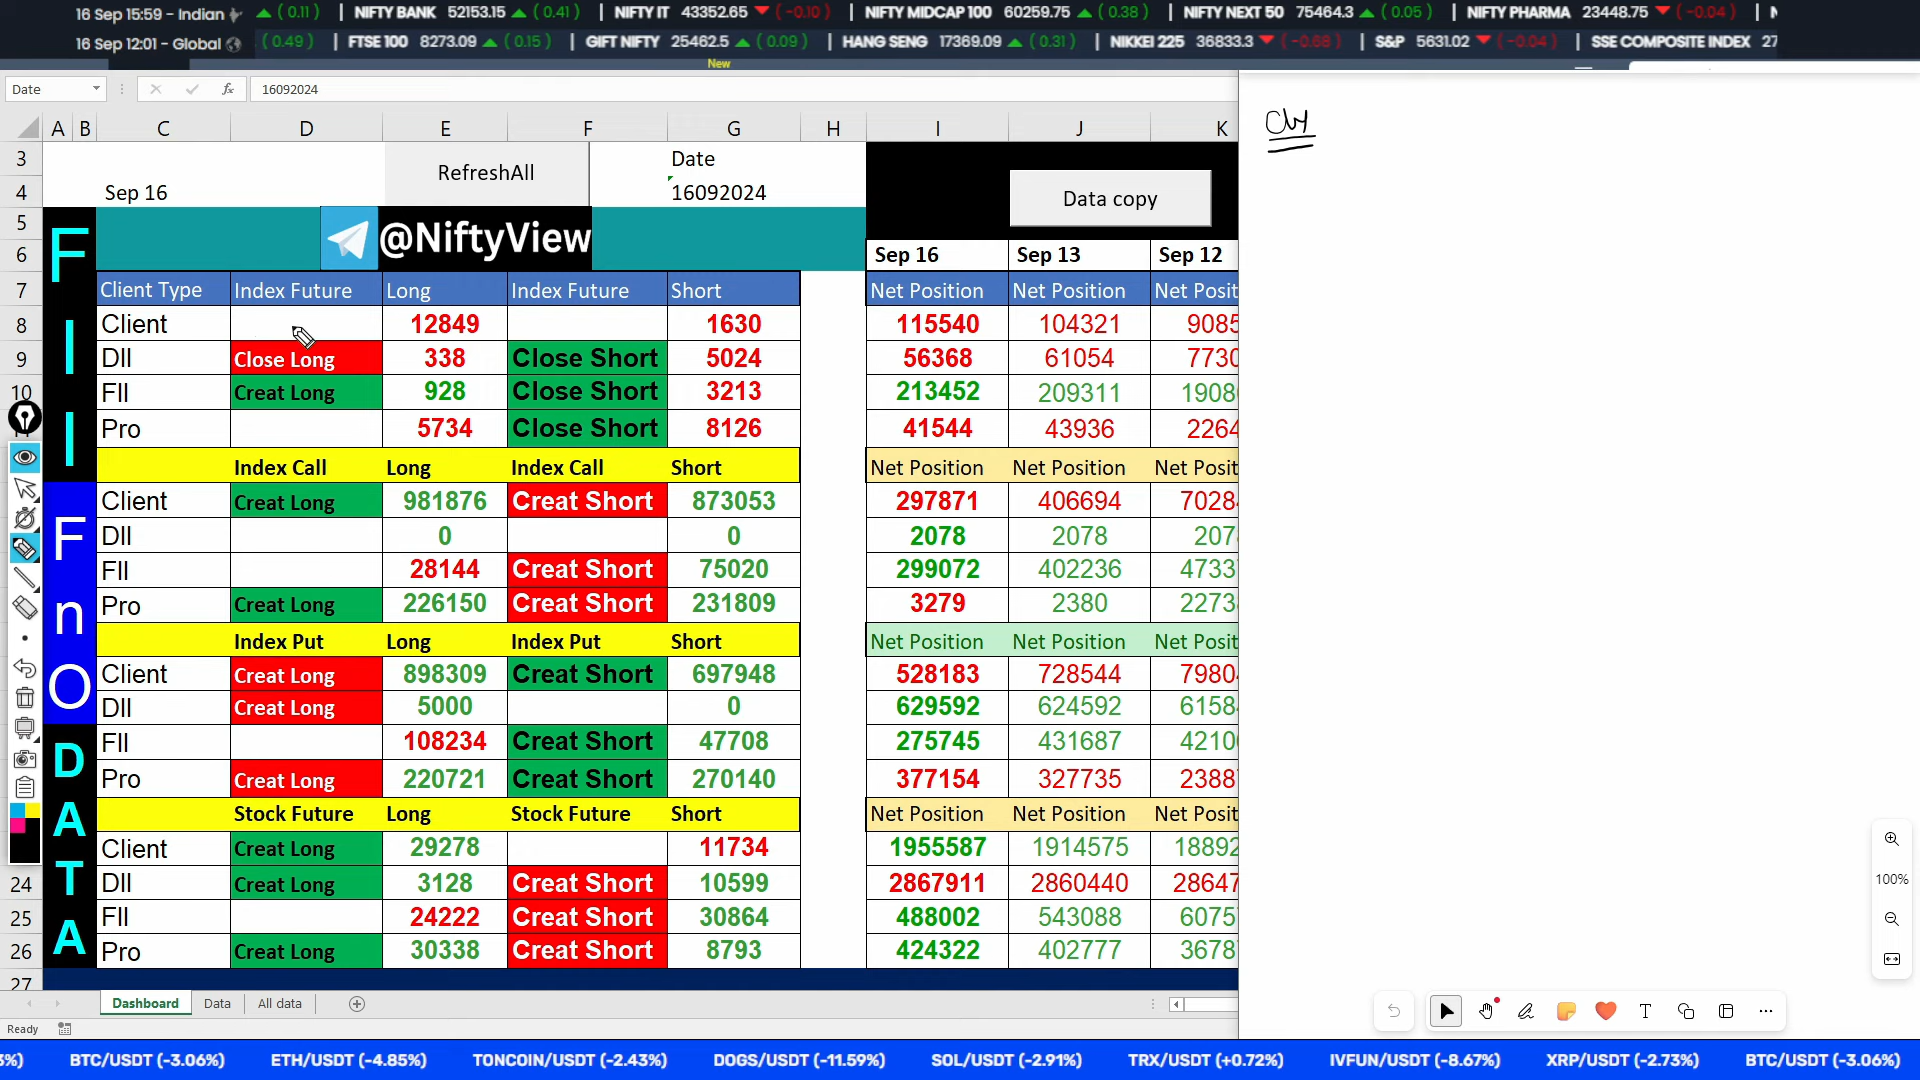 16 Sep 15:59 - Indian ( 0.11 ) | NIFTY BANK 52153.15 ( 0.41 ) | NIFTY IT 43352.65 ( -0.10 ) | NIFTY MIDCAP 100 60259.75 ( 0.38 ) | NIFTY NEXT 50 75464.3 ( 0.05 ) | NIFTY PHARMA 23448.75 ( -0.04 ) |
16 Sep 12:01 - Global ( 0.49 ) | FTSE 100 8273.09 ( 0.15 ) | GIFT NIFTY 25462.5 ( 0.09 ) | HANG SENG 17369.09 ( 0.31 ) | NIKKEI 225 36833.3 ( -0.68 ) | S&P 5631.02 ( -0.04 ) | SSE COMPOSITE INDEX 27
New
Date fx 16092024
A B C D E F G H I J K
3 RefreshAll Date
4 Sep 16 16092024 Data copy
5 @NiftyView
6 Sep 16 Sep 13 Sep 12
7 Client Type Index Future Long Index Future Short Net Position Net Position Net Posit
8 Client 12849 1630 115540 104321 9085
9 DII Close Long 338 Close Short 5024 56368 61054 7730
10 FII Creat Long 928 Close Short 3213 213452 209311 1908
Pro 5734 Close Short 8126 41544 43936 2264
Index Call Long Index Call Short Net Position Net Position Net Posit
Client Creat Long 981876 Creat Short 873053 297871 406694 7028
DII 0 0 2078 2078 207
FII 28144 Creat Short 75020 299072 402236 4733
Pro Creat Long 226150 Creat Short 231809 3279 2380 2273
Index Put Long Index Put Short Net Position Net Position Net Posit
Client Creat Long 898309 Creat Short 697948 528183 728544 7980
DII Creat Long 5000 0 629592 624592 6158
FII 108234 Creat Short 47708 275745 431687 4210
Pro Creat Long 220721 Creat Short 270140 377154 327735 2388
Stock Future Long Stock Future Short Net Position Net Position Net Posit
Client Creat Long 29278 11734 1955587 1914575 18892
24 DII Creat Long 3128 Creat Short 10599 2867911 2860440 28647
25 FII 24222 Creat Short 30864 488002 543088 6075
26 Pro Creat Long 30338 Creat Short 8793 424322 402777 3678
27
FII FnO DATA
100%
Dashboard Data All data
Ready
3%) BTC/USDT (-3.06%) ETH/USDT (-4.85%) TONCOIN/USDT (-2.43%) DOGS/USDT (-11.59%) SOL/USDT (-2.91%) TRX/USDT (+0.72%) IVFUN/USDT (-8.67%) XRP/USDT (-2.73%) BTC/USDT (-3.06%)